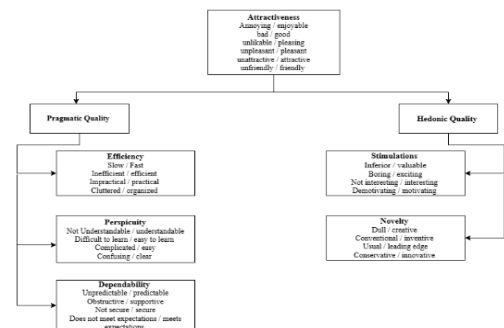 Attractiveness
Annoying / enjoyable
bad / good
unlikable / pleasing
unpleasant / pleasant
unattractive / attractive
unfriendly / friendly
Pragmatic Quality
Hedonic Quality
Efficiency
Slow / Fast
Inefficient / efficient
Impractical / practical
Cluttered / organized
Stimulations
Inferior / valuable
Boring / exciting
Not interesting / interesting
Demotivating / motivating
Perspicuity
Not Understandable / understandable
Difficult to learn / easy to learn
Complicated / easy
Confusing / clear
Novelty
Dull / creative
Conventional / inventive
Usual / leading edge
Conservative / innovative
Dependability
Unpredictable / predictable
Obstructive / supportive
Not secure / secure
Does not meet expectations / meets
expectations